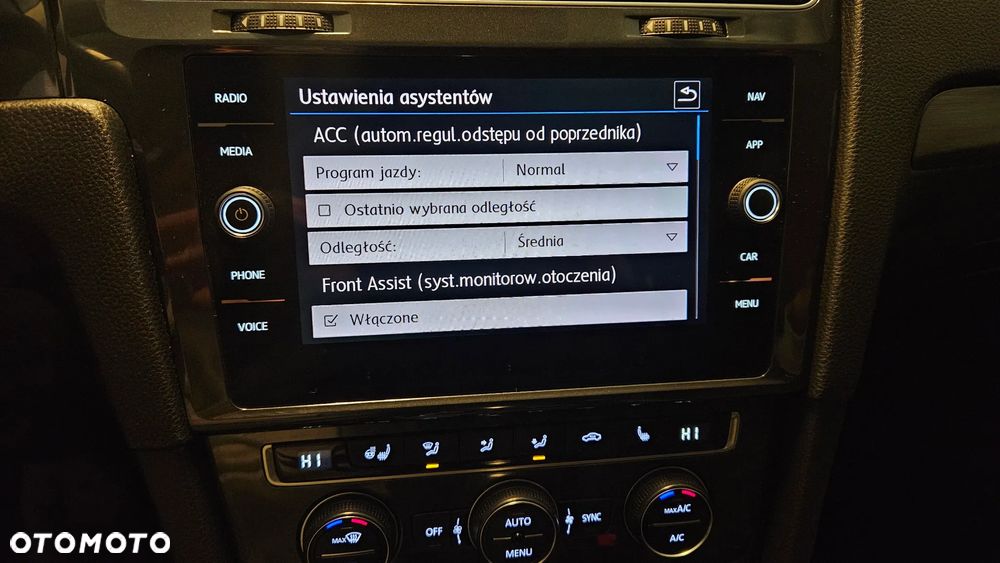 RADIO
MEDIA
PHONE
VOICE
Ustawienia asystentów
ACC (autom.regul.odstępu od poprzednika)
Program jazdy: Normal
Ostatnio wybrana odległość
Odległość: Średnia
Front Assist (syst.monitorow.otoczenia)
Włączone
NAV
APP
CAR
MENU
HI
HI
MAX
OFF
AUTO
MENU
SYNC
MAX A/C
A/C
OTOMOTO